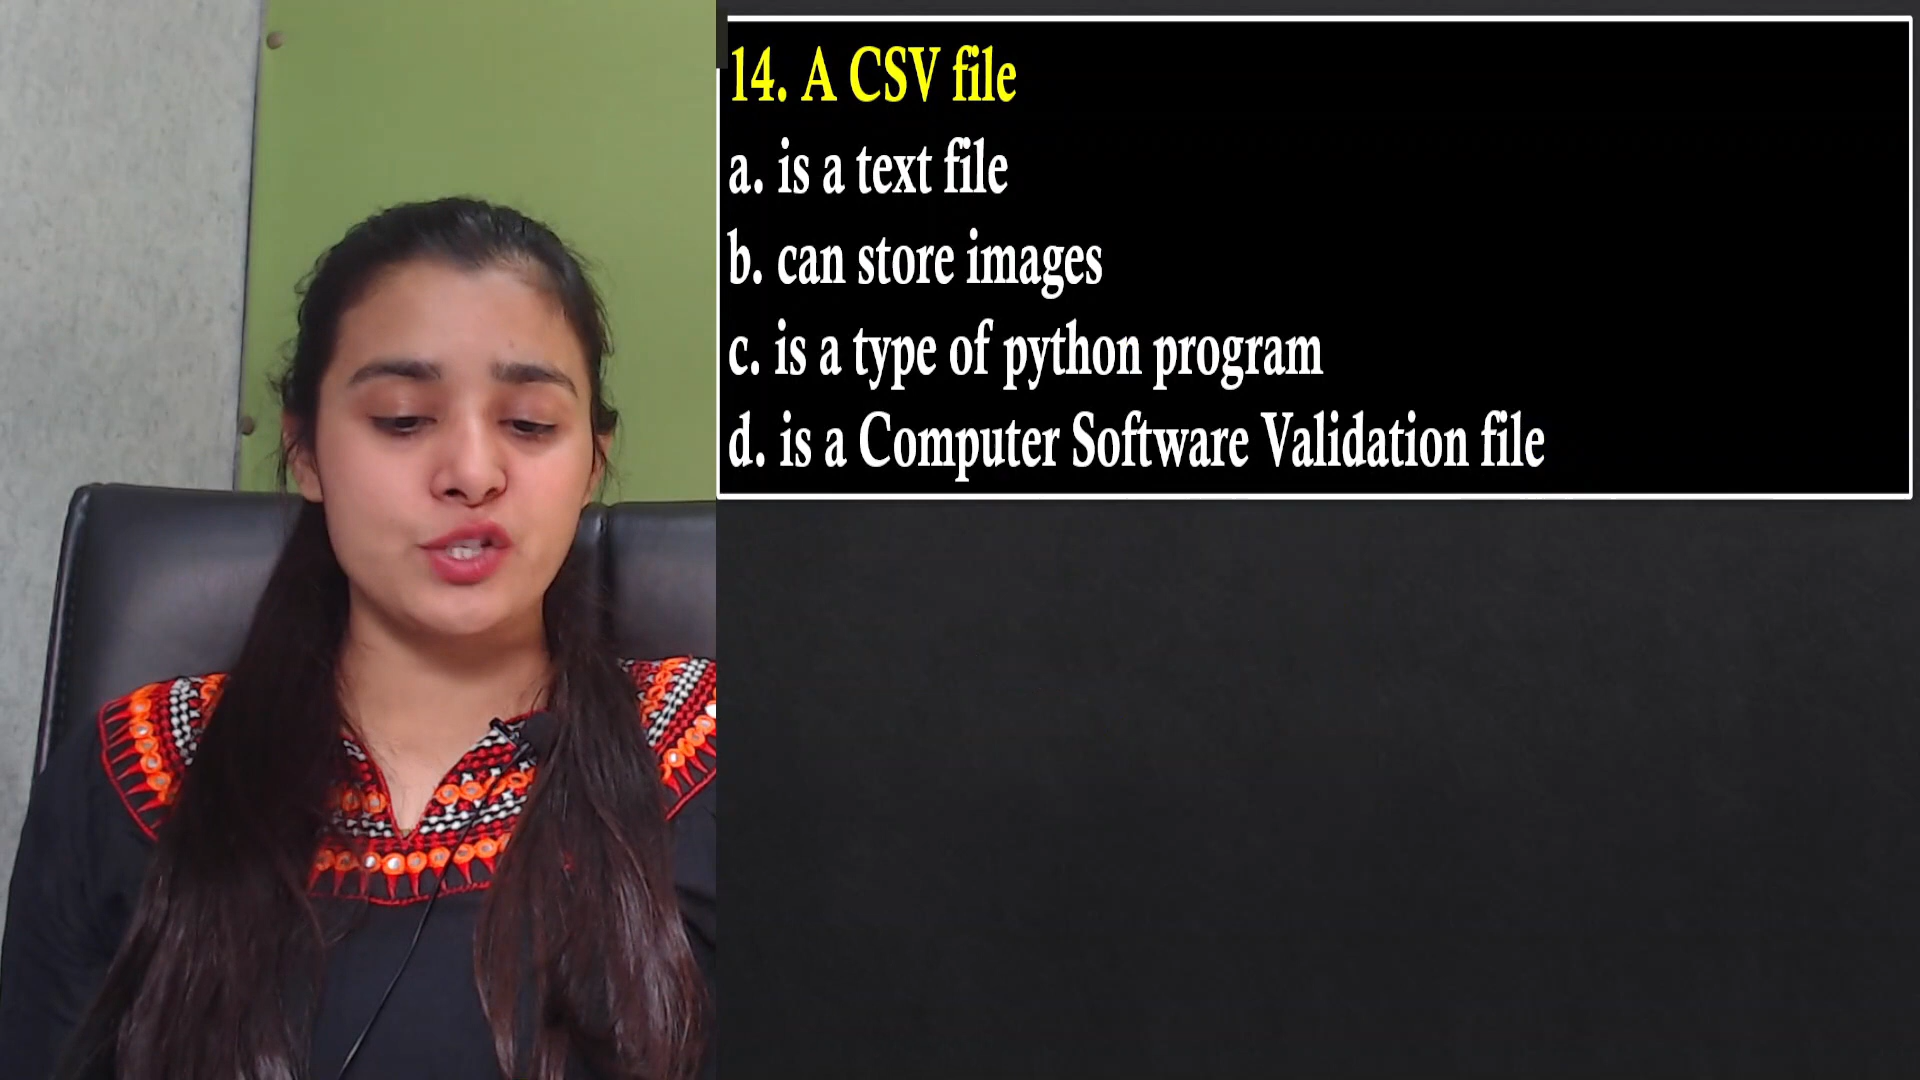 14. A CSV file
a. is a text file
b. can store images
c. is a type of python program
d. is a Computer Software Validation file